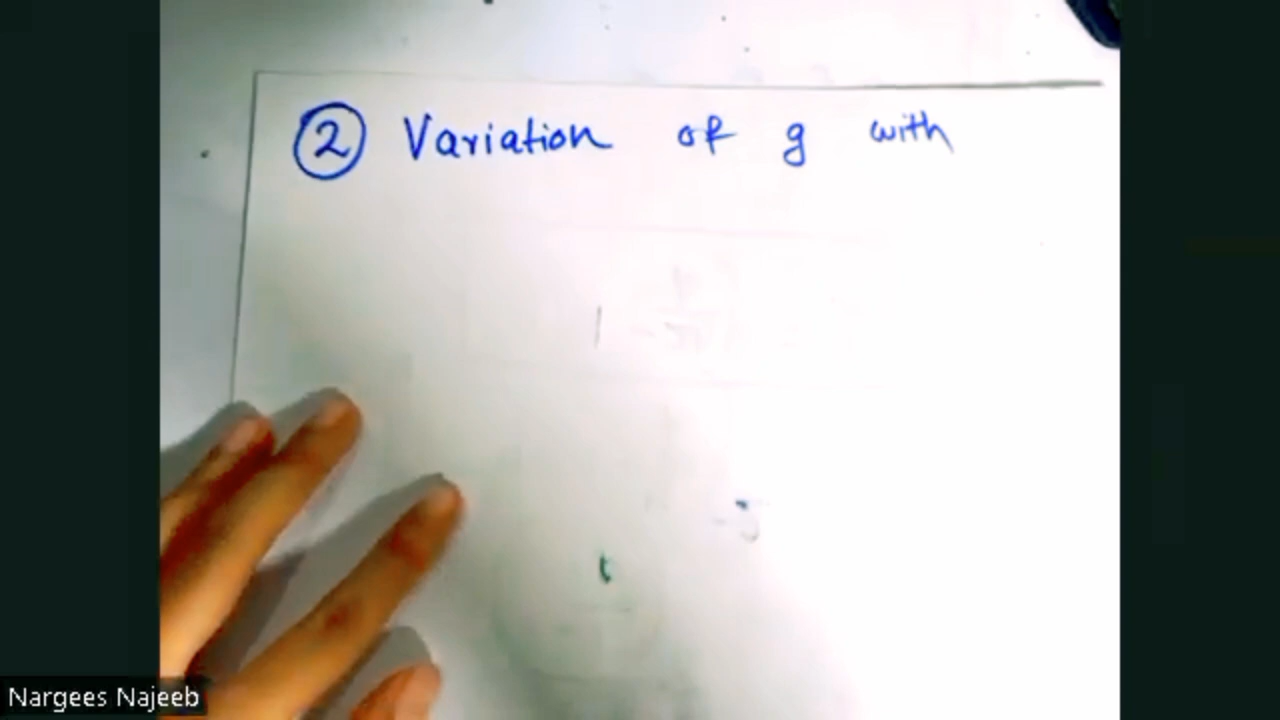 ② Variation of g with
Nargees Najeeb